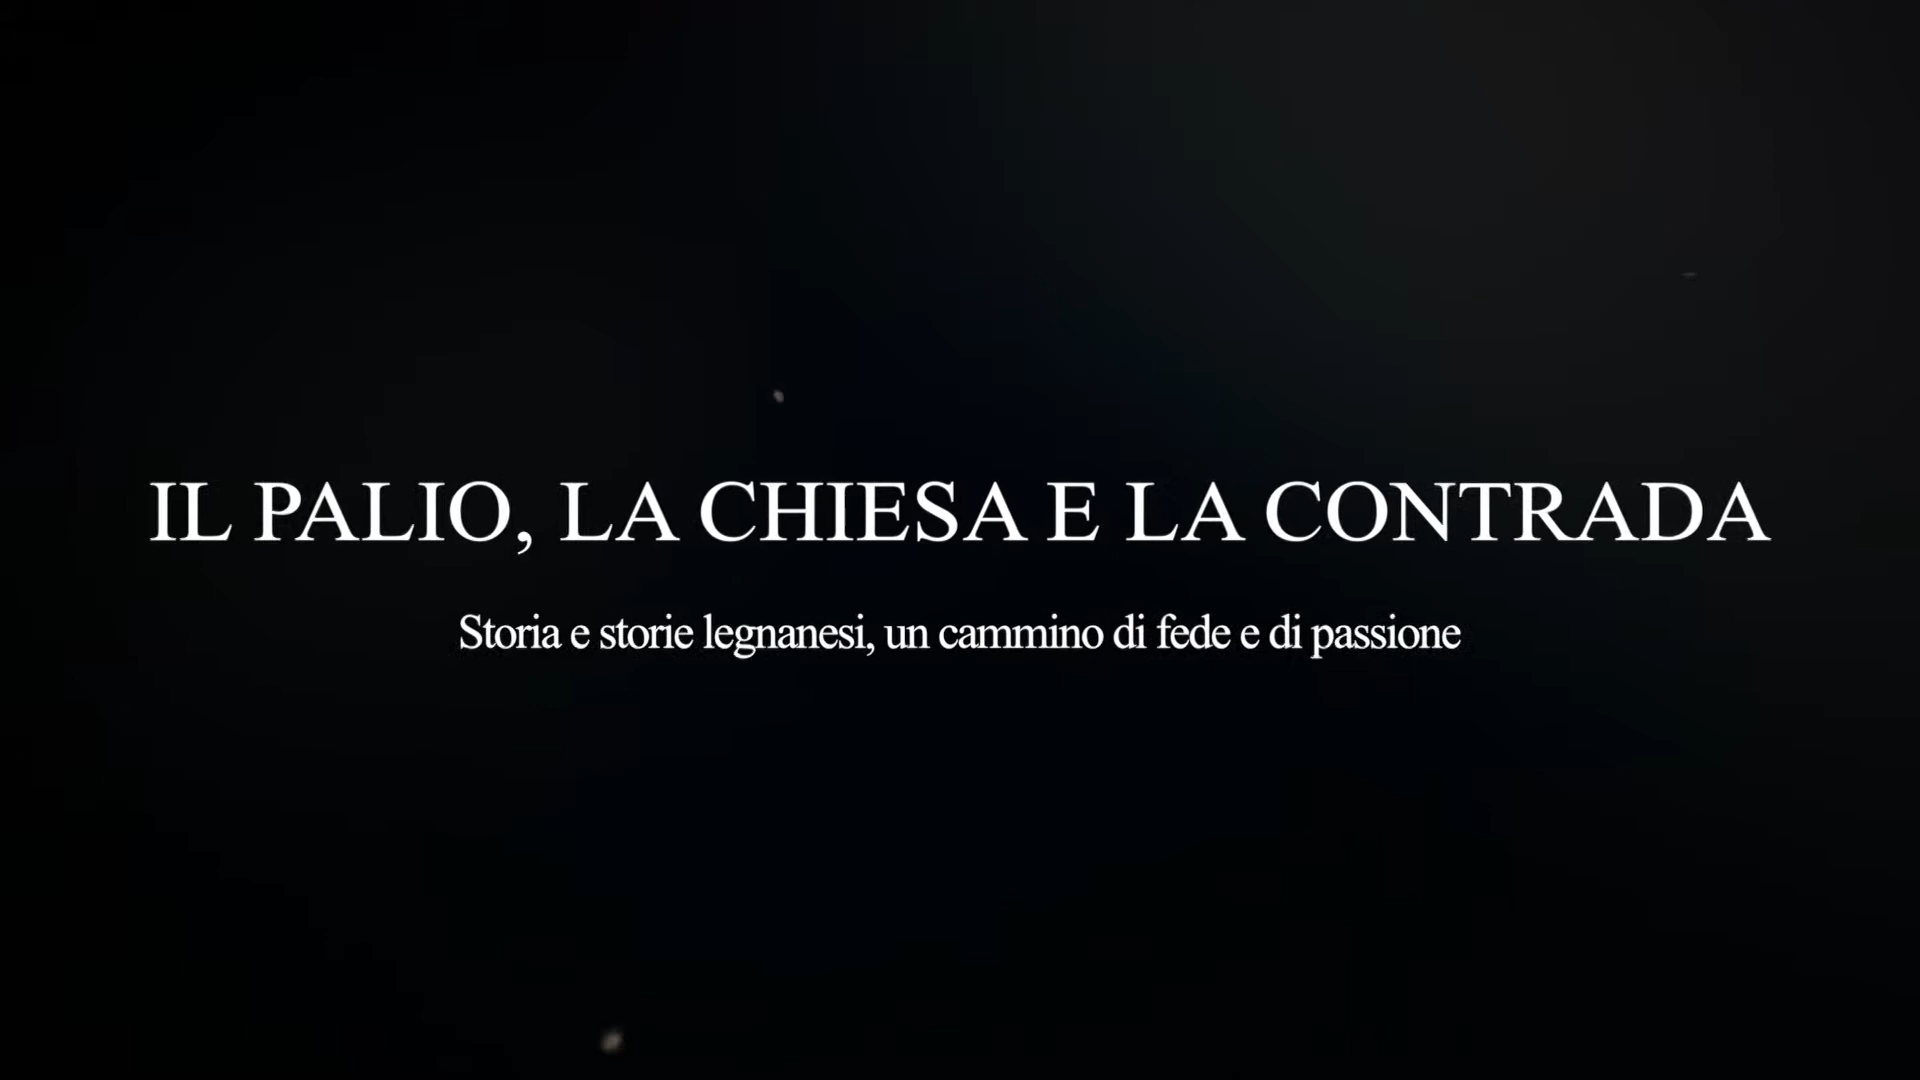 IL PALIO, LA CHIESA E LA CONTRADA
Storia e storie legnanesi, un cammino di fede e di passione